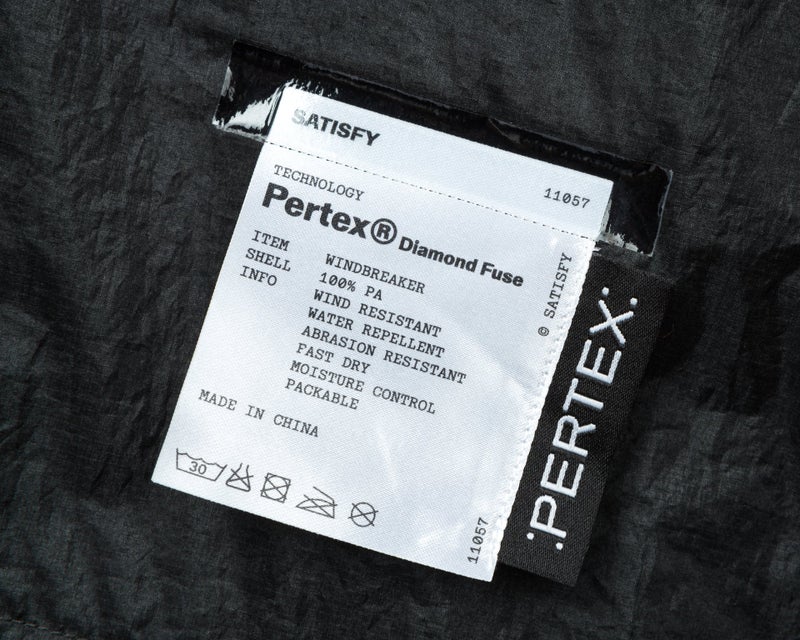 SATISFY
11057
TECHNOLOGY
Pertex® Diamond Fuse
ITEM WINDBREAKER
SHELL 100% PA
INFO WIND RESISTANT
WATER REPELLENT
ABRASION RESISTANT
FAST DRY
MOISTURE CONTROL
PACKABLE
MADE IN CHINA
30
© SATISFY
11057
:PERTEX: